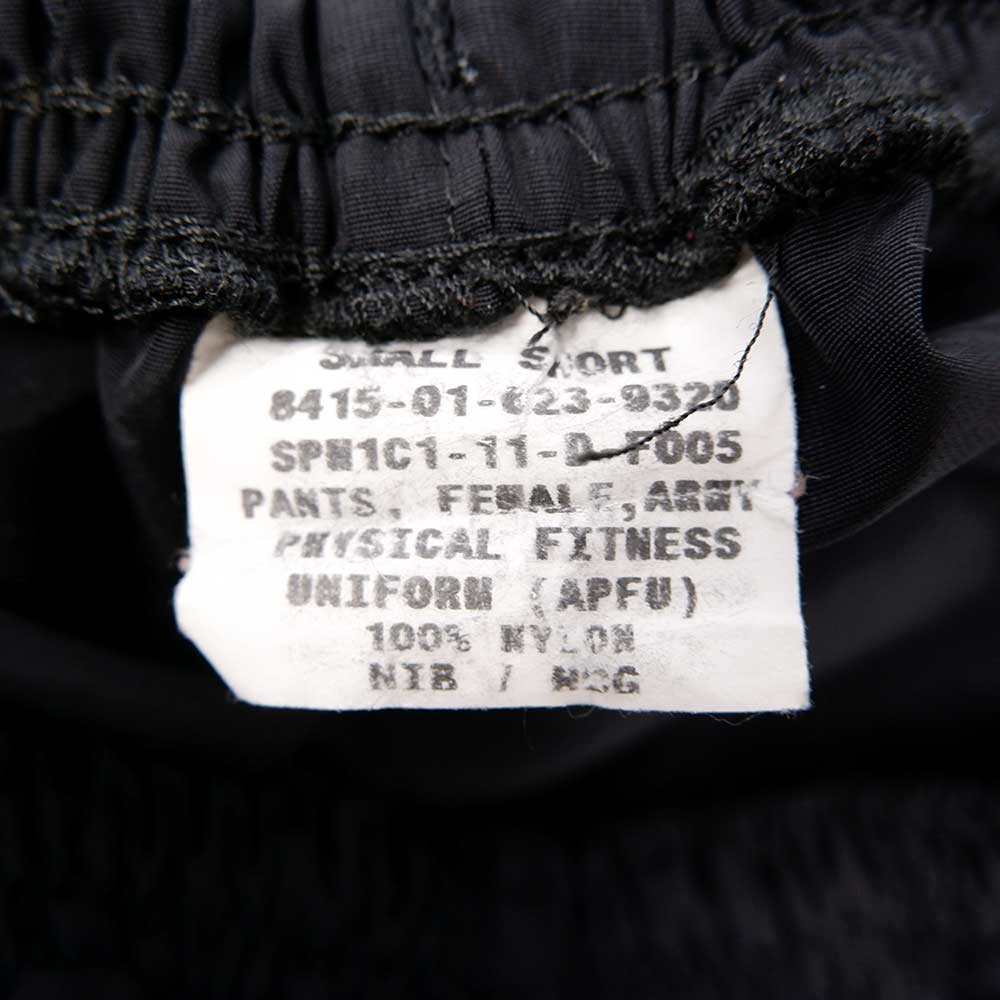 SMALL SHORT
8415-01-623-9320
SPM1C1-11-D-F005
PANTS, FEMALE, ARMY
PHYSICAL FITNESS
UNIFORM (APFU)
100% NYLON
NIB /